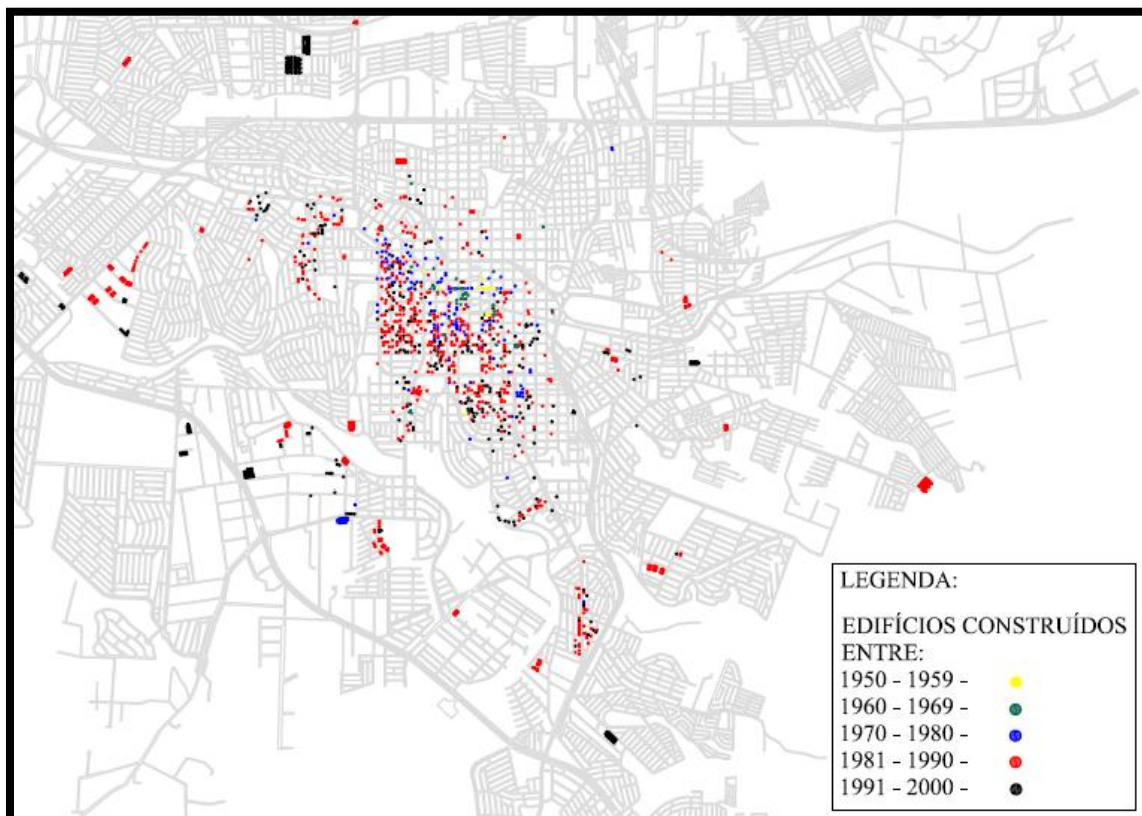 LEGENDA:
EDIFÍCIOS CONSTRUÍDOS
ENTRE:
1950 - 1959 -
1960 - 1969 -
1970 - 1980 -
1981 - 1990 -
1991 - 2000 -